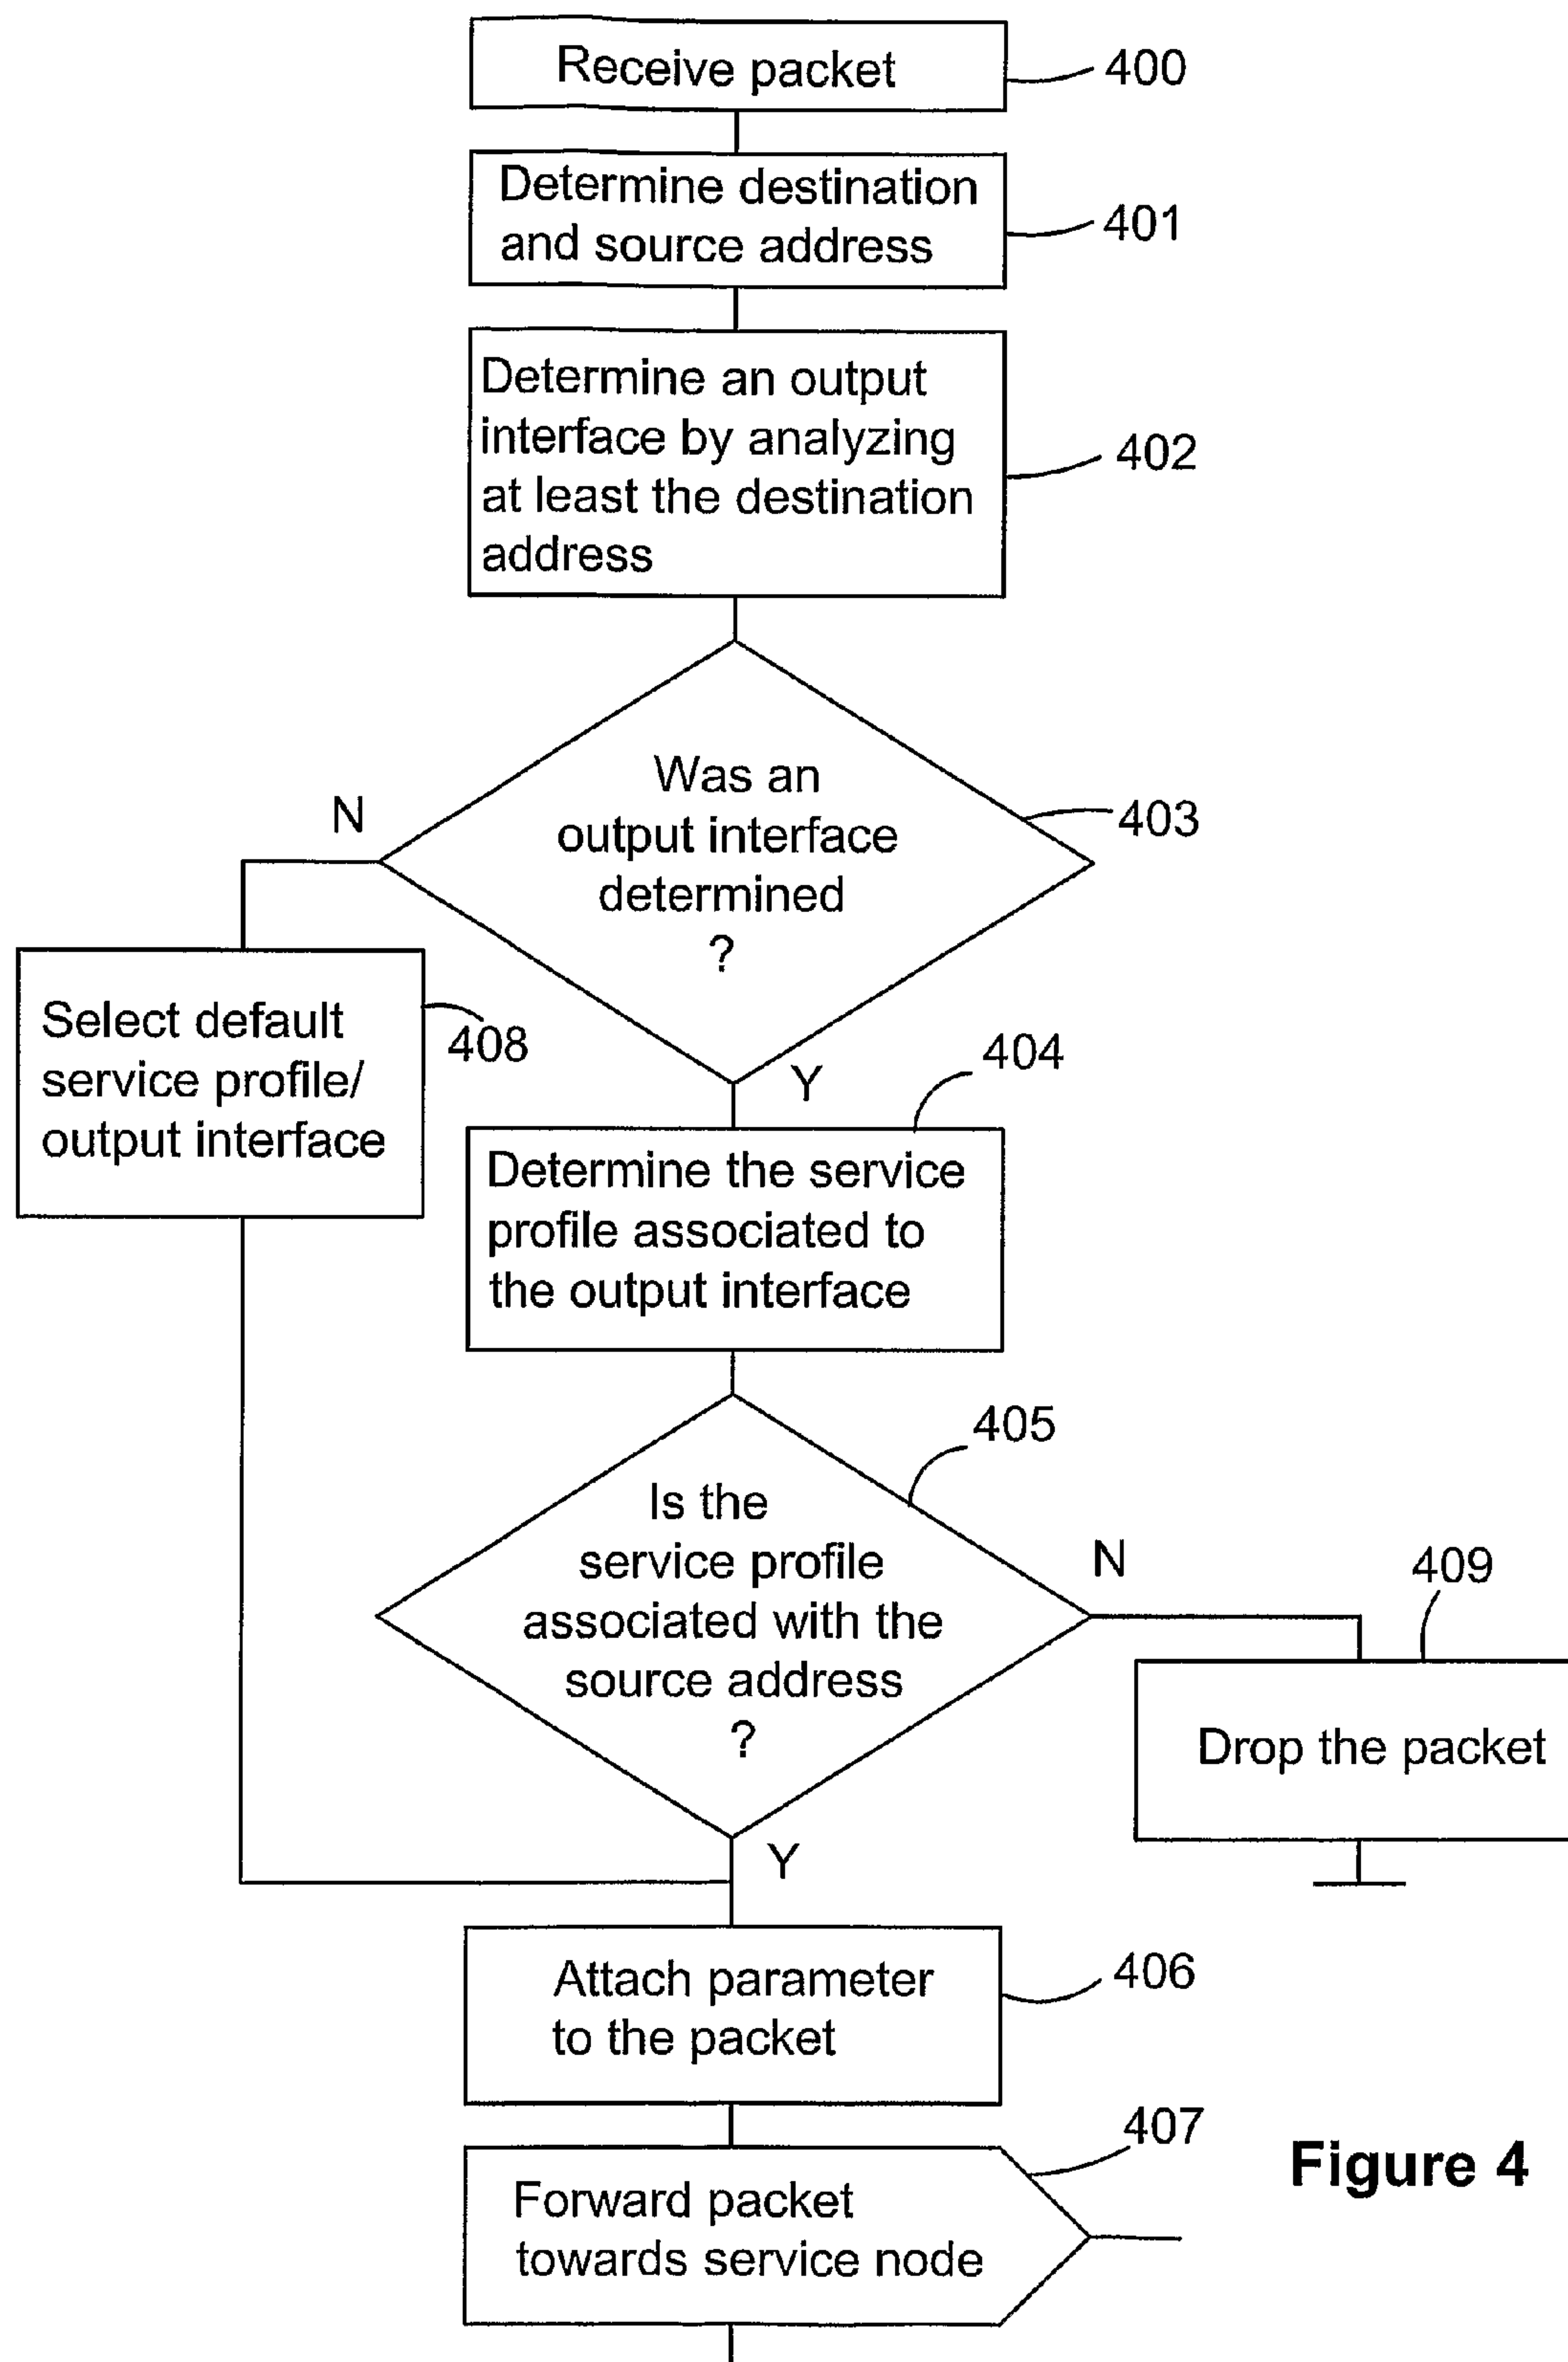 Receive packet
400
Determine destination
and source address
401
Determine an output
interface by analyzing
at least the destination
address
402
Was an
output interface
determined
?
403
N
Y
Select default
service profile/
output interface
408
404
Determine the service
profile associated to
the output interface
405
Is the
service profile
associated with the
source address
?
N
Y
409
Drop the packet
Attach parameter
to the packet
406
407
Forward packet
towards service node
Figure 4